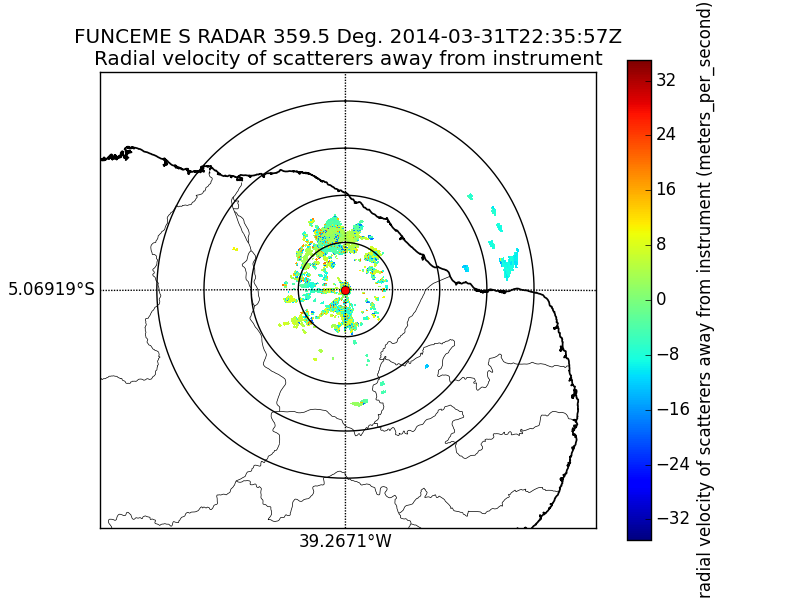 FUNCEME S RADAR 359.5 Deg. 2014-03-31T22:35:57Z
Radial velocity of scatterers away from instrument
5.06919°S
39.2671°W
32
24
16
8
0
−8
−16
−24
−32
radial velocity of scatterers away from instrument (meters_per_second)